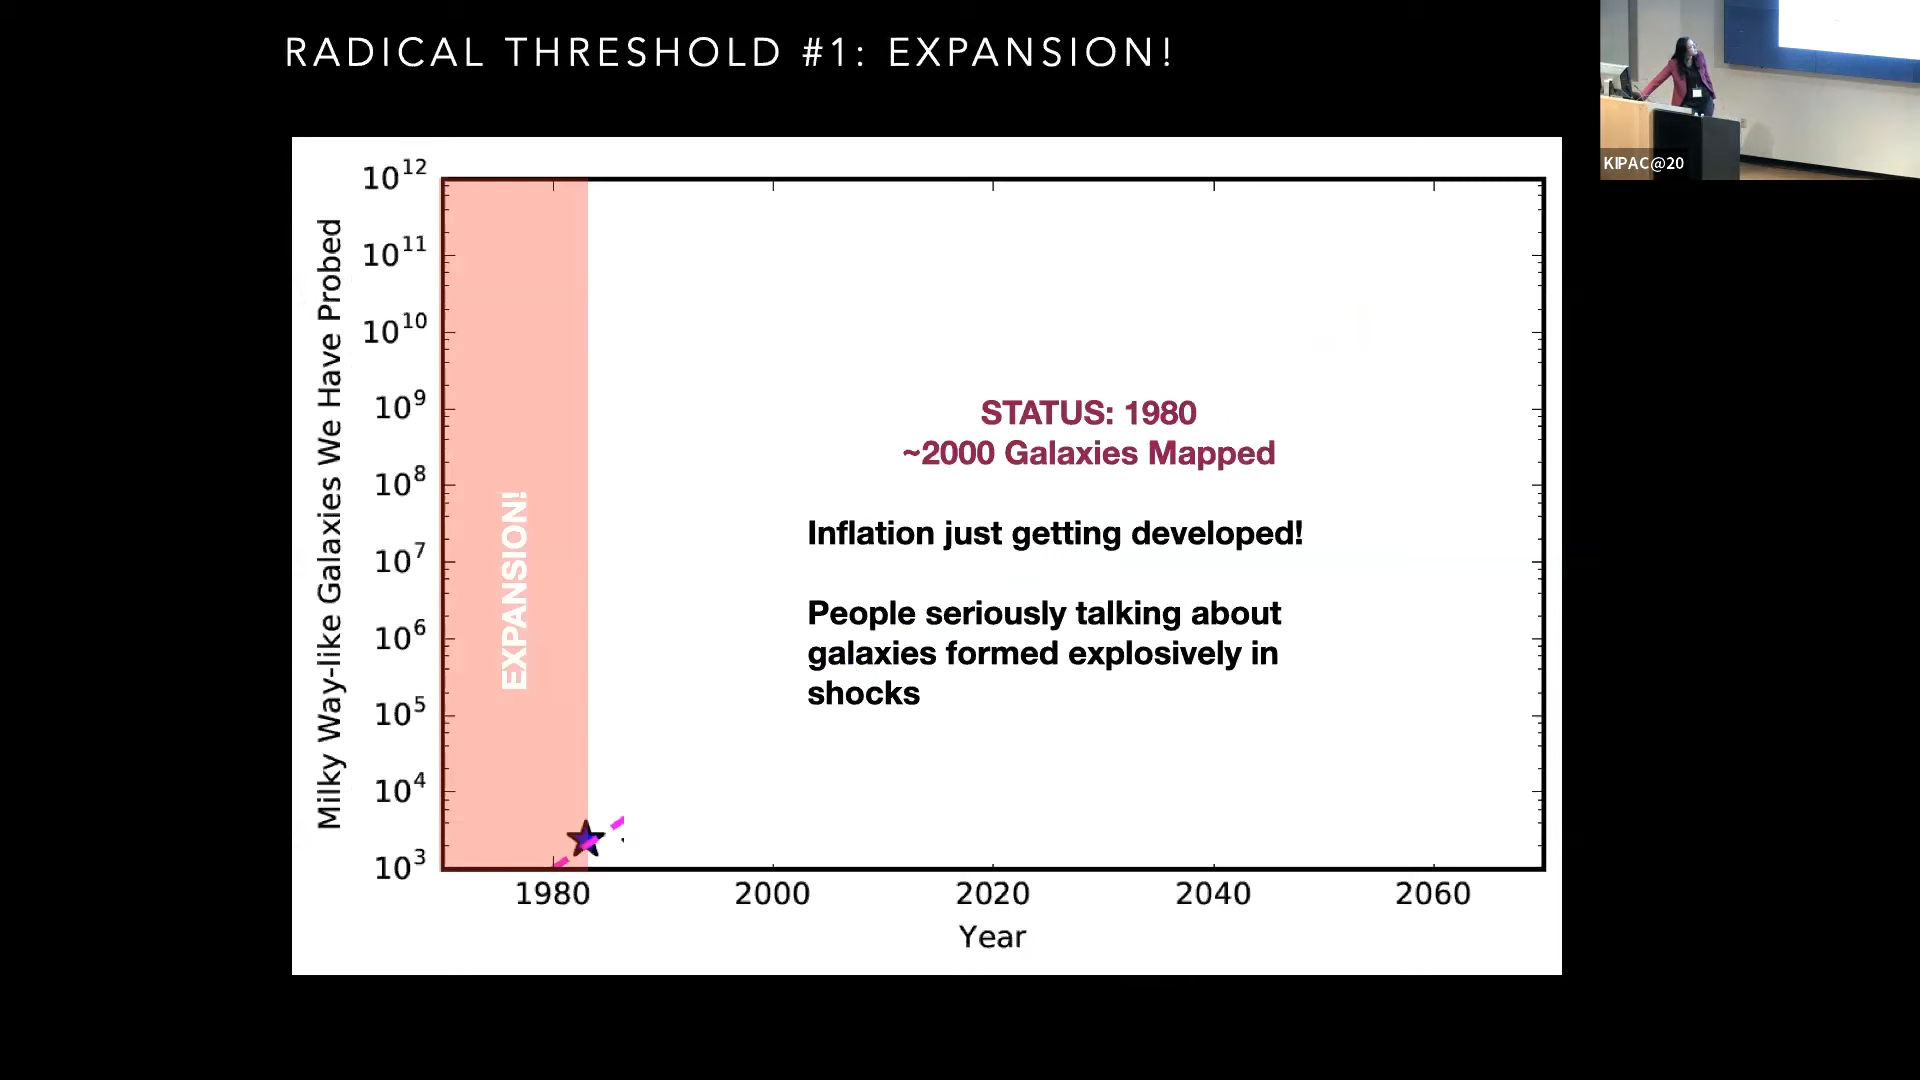 RADICAL THRESHOLD #1: EXPANSION!
KIPAC@20
Milky Way-like Galaxies We Have Probed
10^12
10^11
10^10
10^9
10^8
10^7
10^6
10^5
10^4
10^3
EXPANSION!
STATUS: 1980
~2000 Galaxies Mapped
Inflation just getting developed!
People seriously talking about
galaxies formed explosively in
shocks
1980 2000 2020 2040 2060
Year